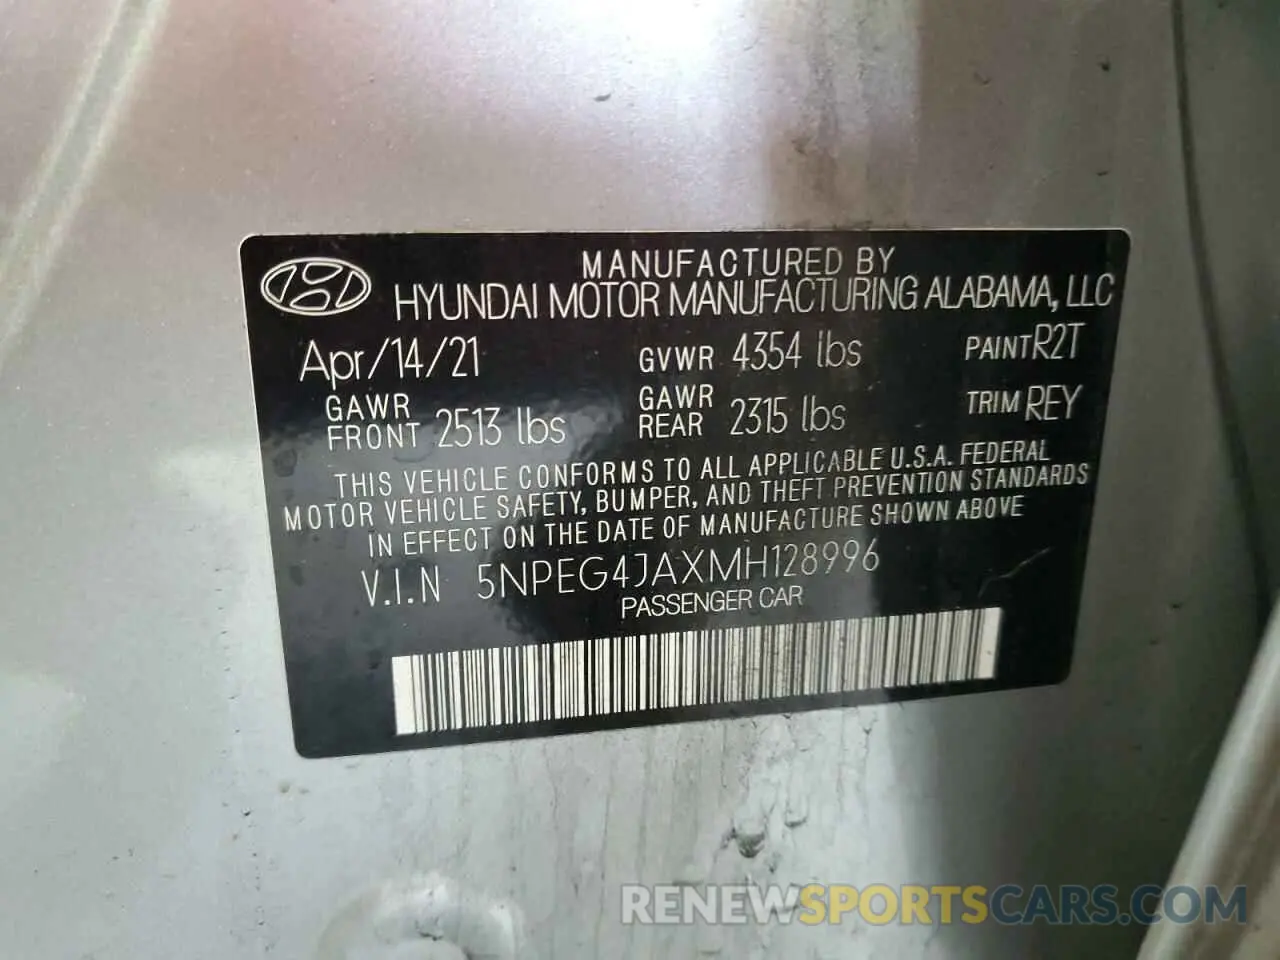 MANUFACTURED BY
HYUNDAI MOTOR MANUFACTURING ALABAMA, LLC
Apr/14/21 GVWR 4354 lbs PAINT R2T
GAWR FRONT 2513 lbs GAWR REAR 2315 lbs TRIM REY
THIS VEHICLE CONFORMS TO ALL APPLICABLE U.S.A. FEDERAL
MOTOR VEHICLE SAFETY, BUMPER, AND THEFT PREVENTION STANDARDS
IN EFFECT ON THE DATE OF MANUFACTURE SHOWN ABOVE
V.I.N 5NPEG4JAXMH128996
PASSENGER CAR
RENEWSPORTSCARS.COM